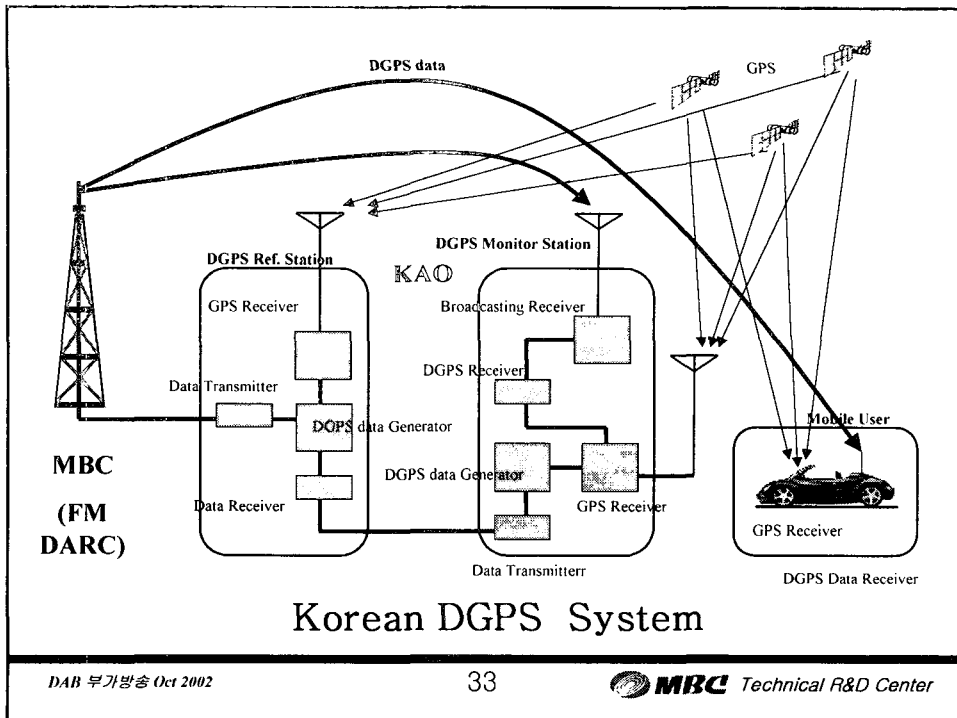 DGPS data
GPS
DGPS Ref. Station
KAO
DGPS Monitor Station
GPS Receiver
Broadcasting Receiver
DGPS Receiver
Data Transmitter
DOPS data Generator
Mobile User
MBC
(FM
DARC)
DGPS data Generator
Data Receiver
GPS Receiver
GPS Receiver
Data Transmitterr
DGPS Data Receiver
Korean DGPS System
DAB 부가방송 Oct 2002
33
MBC Technical R&D Center